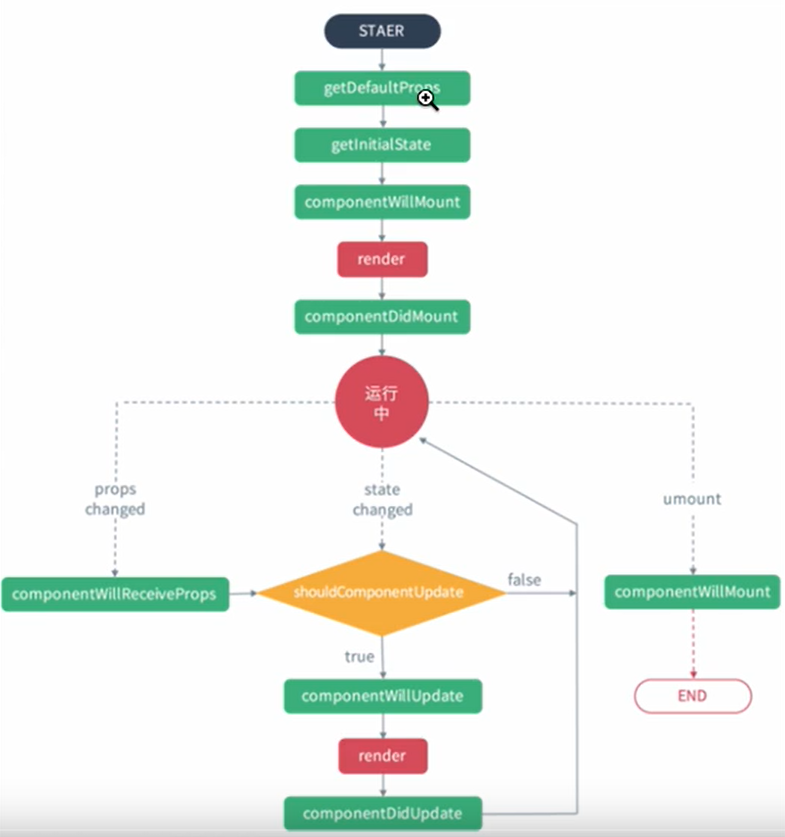 STAER
getDefaultProps
getInitialState
componentWillMount
render
componentDidMount
运行
中
props
changed
state
changed
umount
componentWillReceiveProps
shouldComponentUpdate
false
componentWillMount
true
componentWillUpdate
END
render
componentDidUpdate